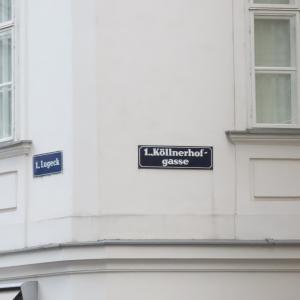 1. Lugeck
1., Köllnerhof-
gasse